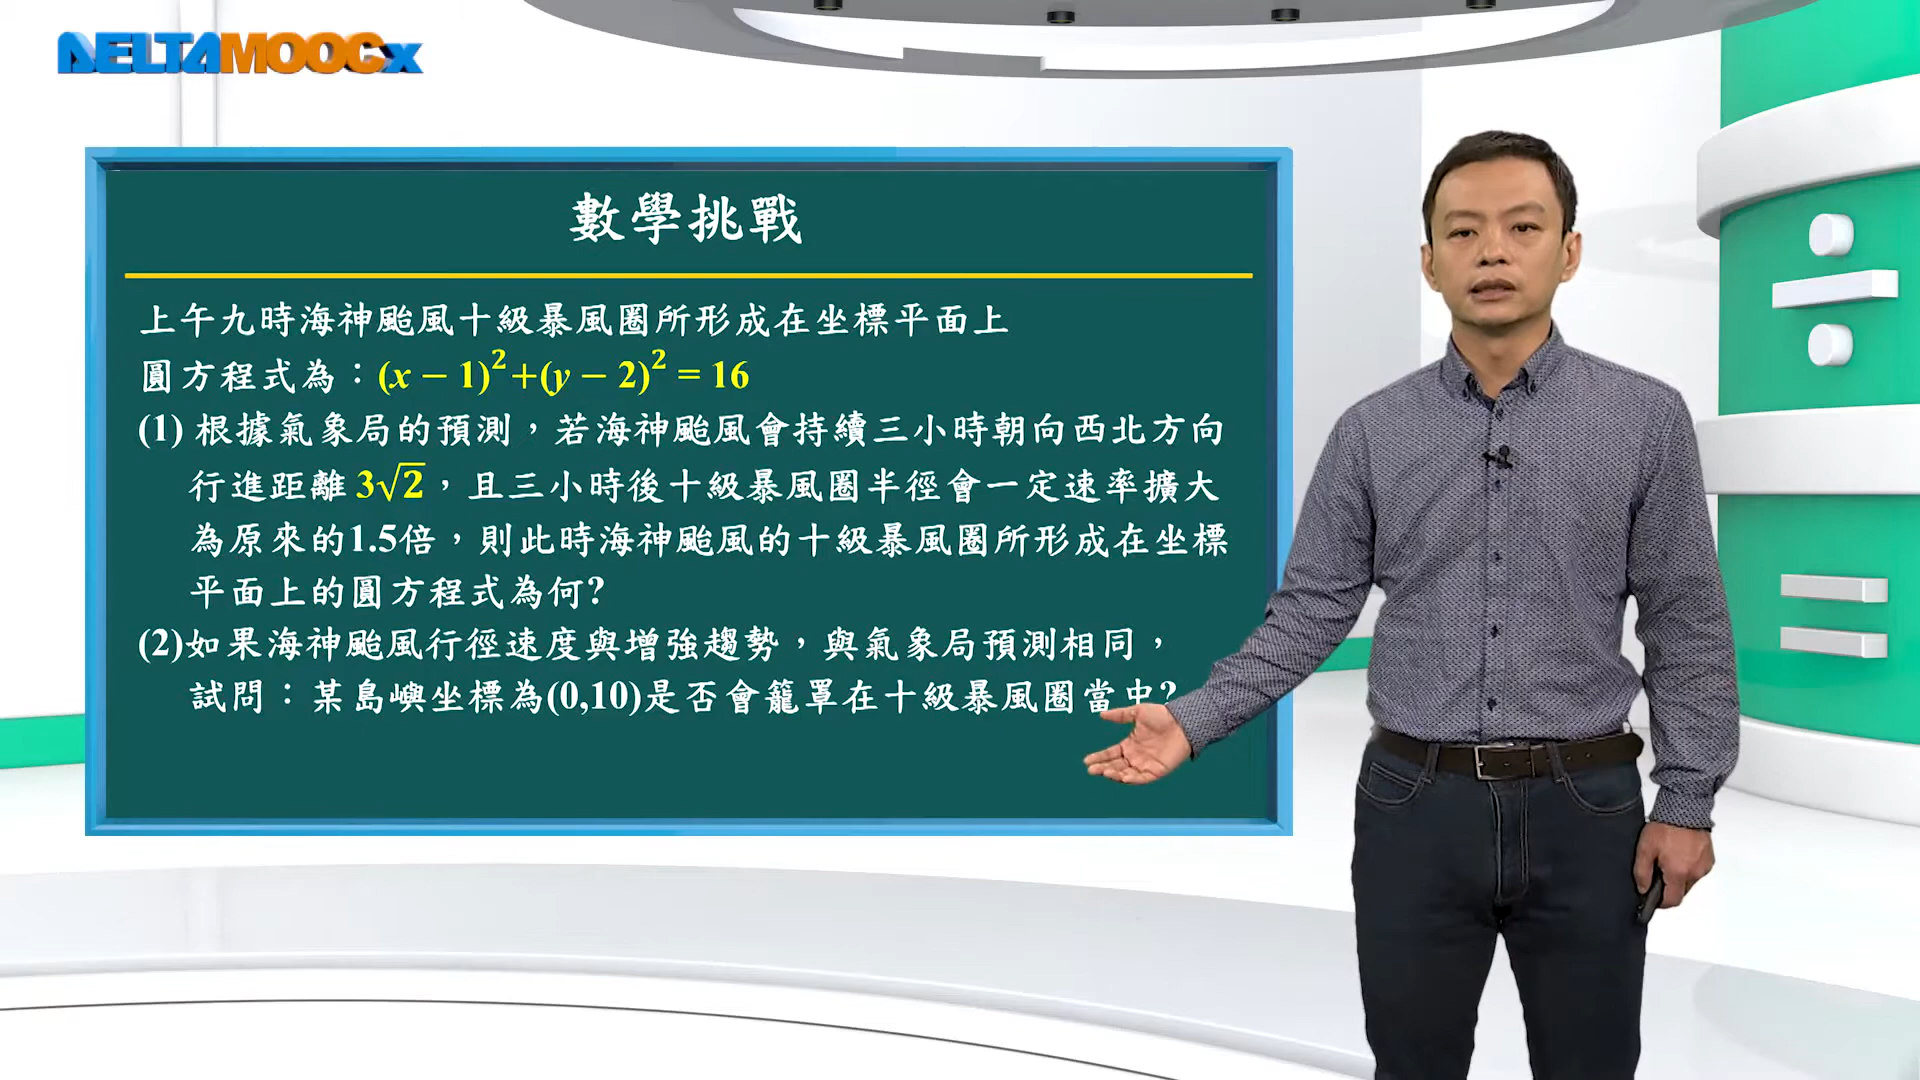 DELTAMOOCx
數學挑戰
上午九時海神颱風十級暴風圈所形成在坐標平面上
圓方程式為：(x − 1)²+(y − 2)² = 16
(1) 根據氣象局的預測，若海神颱風會持續三小時朝向西北方向
行進距離 3√2，且三小時後十級暴風圈半徑會一定速率擴大
為原來的1.5倍，則此時海神颱風的十級暴風圈所形成在坐標
平面上的圓方程式為何?
(2)如果海神颱風行徑速度與增強趨勢，與氣象局預測相同，
試問：某島嶼坐標為(0,10)是否會籠罩在十級暴風圈當中?